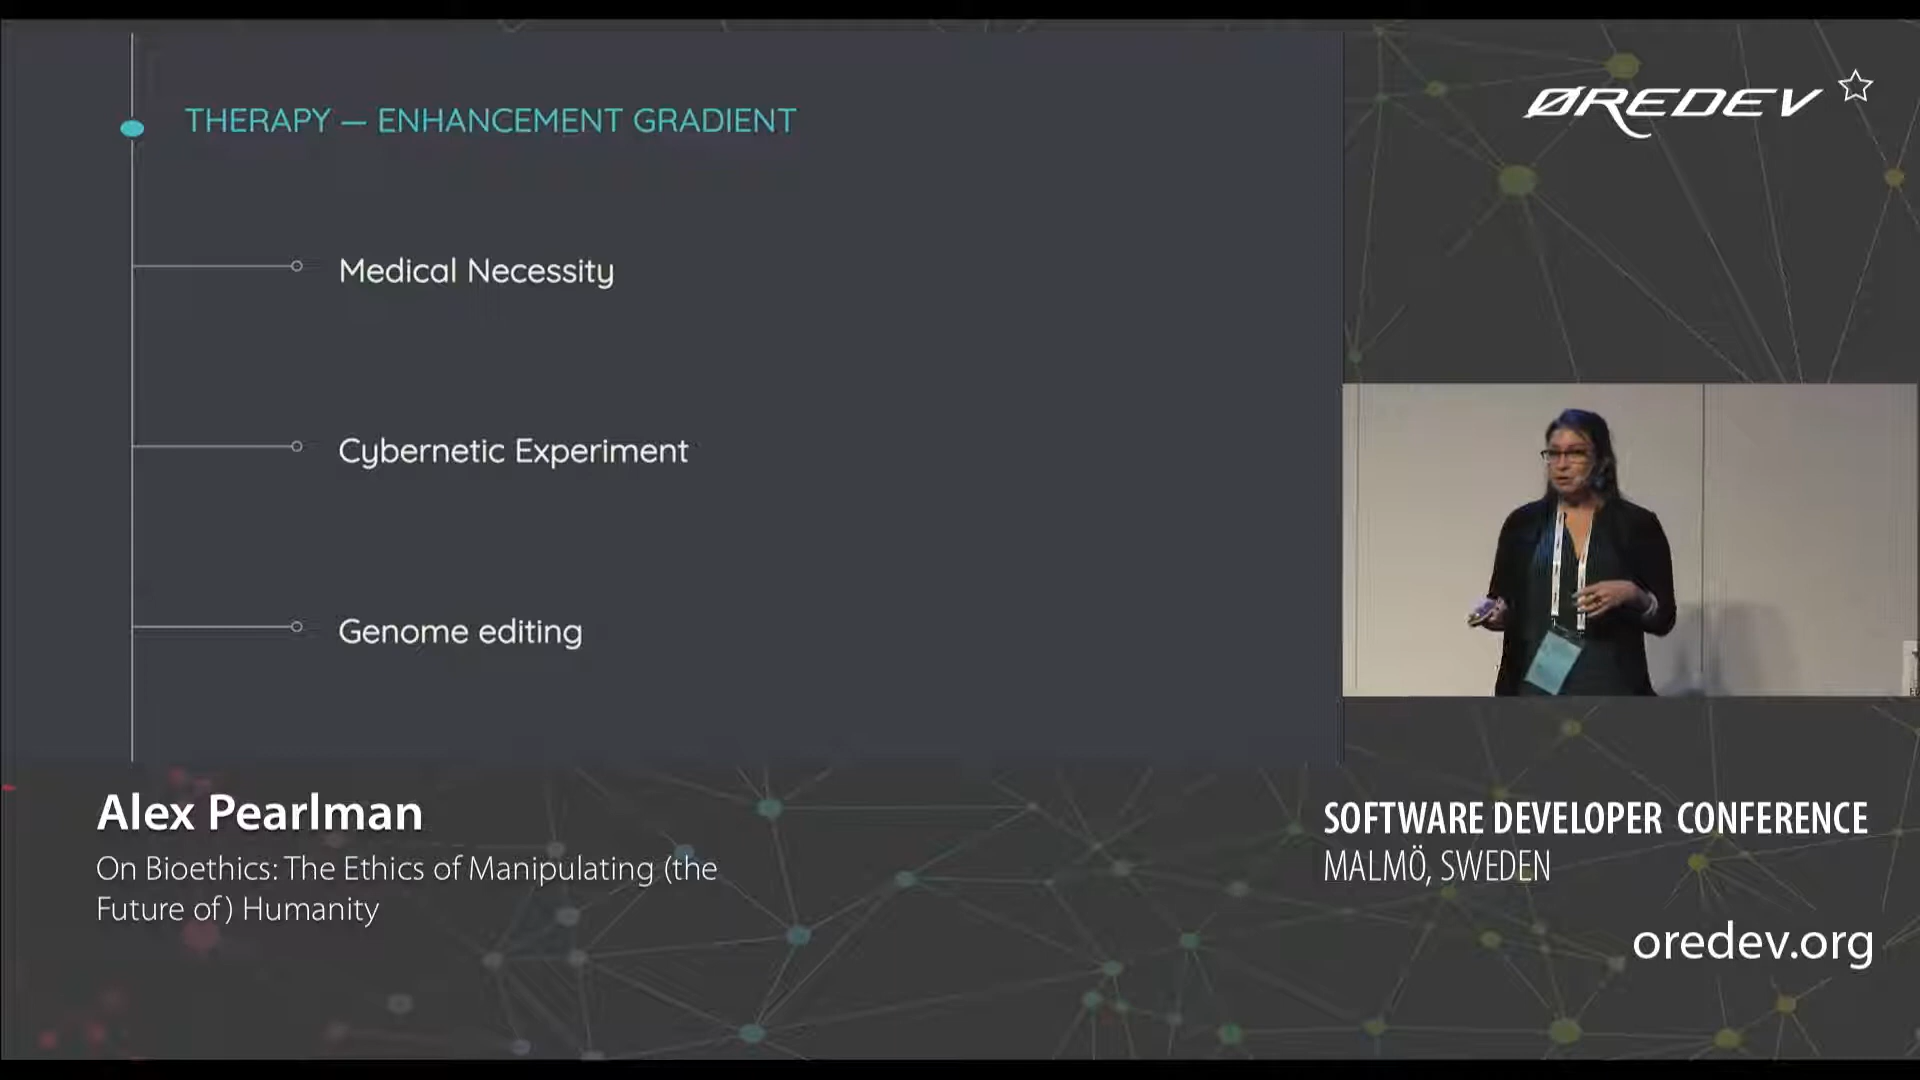 THERAPY — ENHANCEMENT GRADIENT
Medical Necessity
Cybernetic Experiment
Genome editing
ØREDEV
Alex Pearlman
On Bioethics: The Ethics of Manipulating (the
Future of) Humanity
SOFTWARE DEVELOPER CONFERENCE
MALMÖ, SWEDEN
oredev.org